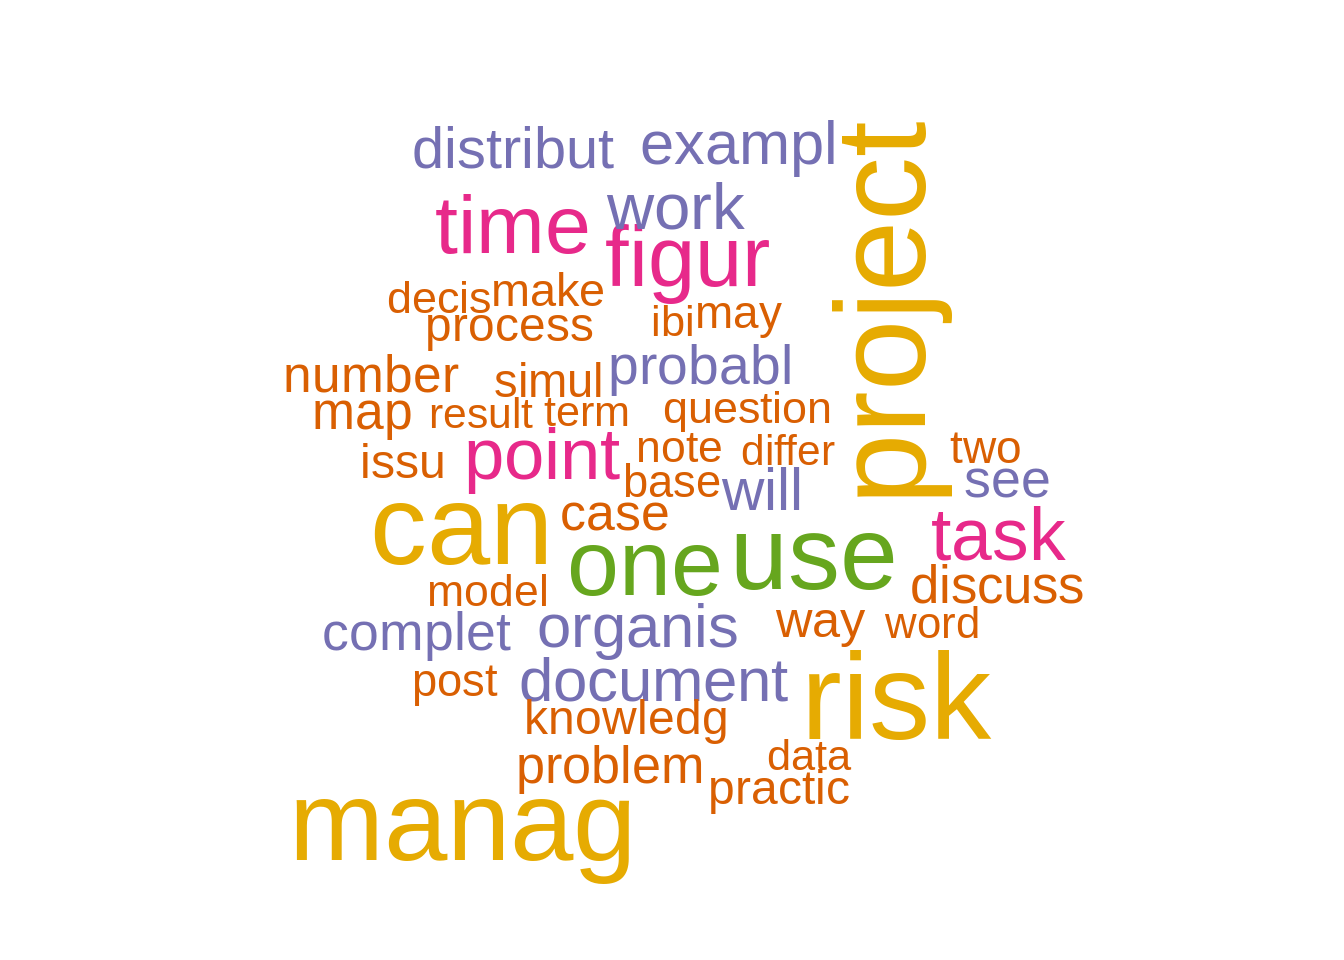 distribut
exampl
project
time
work
figur
decis
make
process
ibi
may
number
simul
probabl
map
result
term
question
issu
point
note
differ
two
base
will
see
can
case
one
use
task
model
discuss
complet
organis
way
word
post
document
risk
knowledg
problem
data
practic
manag